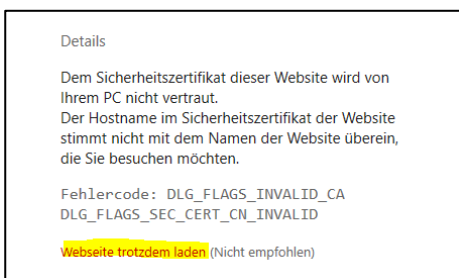 Details
Dem Sicherheitszertifikat dieser Website wird von
Ihrem PC nicht vertraut.
Der Hostname im Sicherheitszertifikat der Website
stimmt nicht mit dem Namen der Website überein,
die Sie besuchen möchten.
Fehlercode: DLG_FLAGS_INVALID_CA
DLG_FLAGS_SEC_CERT_CN_INVALID
Webseite trotzdem laden (Nicht empfohlen)